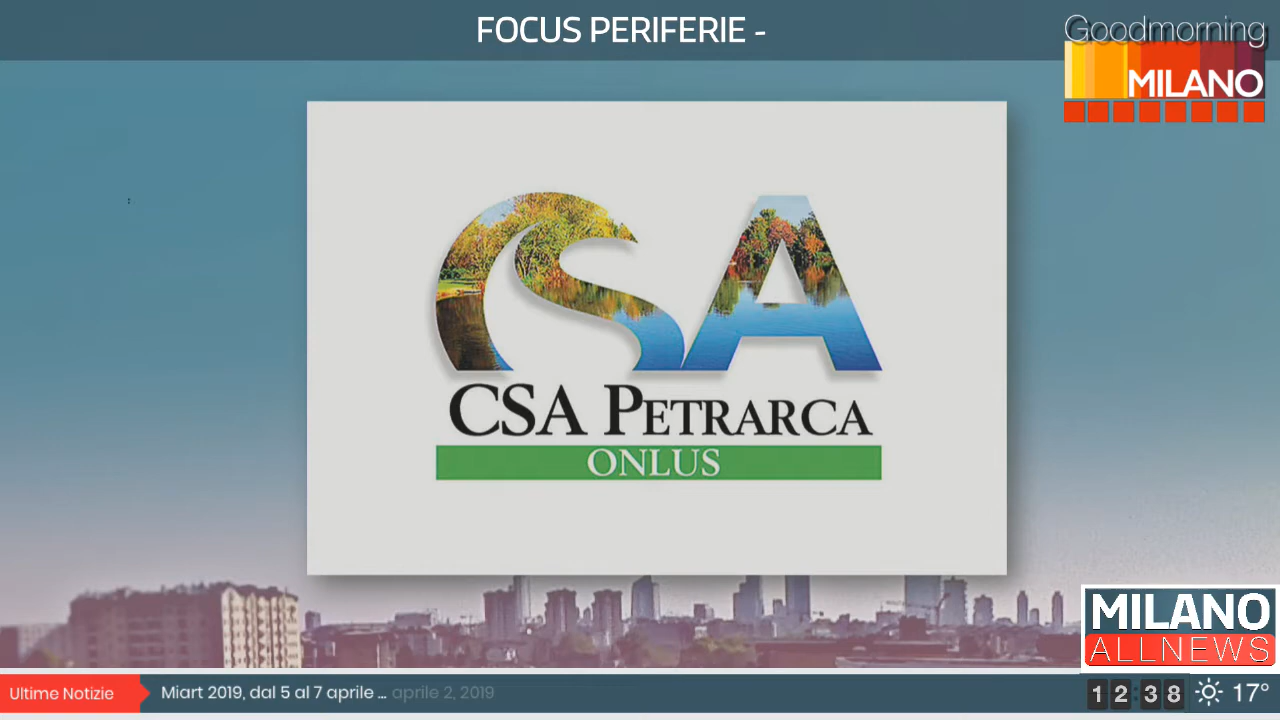 FOCUS PERIFERIE -
Goodmorning
MILANO
CSA
CSA PETRARCA
ONLUS
MILANO
ALLNEWS
Ultime Notizie
Miart 2019, dal 5 al 7 aprile ... aprile 2, 2019
12:38
17°